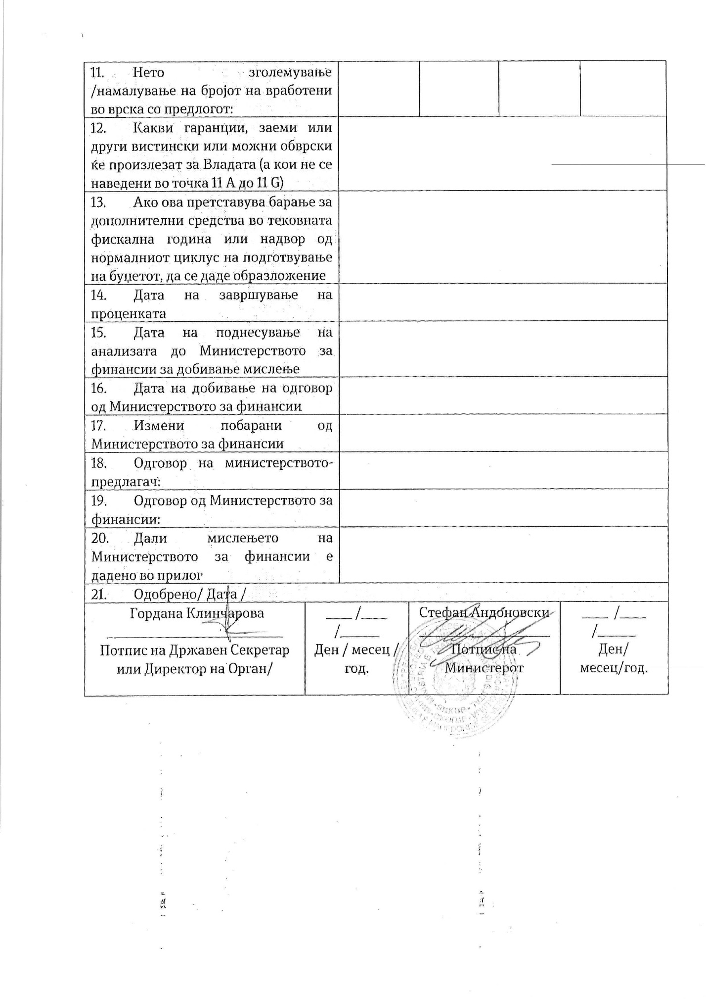 11. Нето зголемување
/намалување на бројот на вработени
во врска со предлогот:
12. Какви гаранции, заеми или
други вистински или можни обврски
ќе произлезат за Владата (а кои не се
наведени во точка 11 А до 11 G)
13. Ако ова претставува барање за
дополнителни средства во тековната
фискална година или надвор од
нормалниот циклус на подготвување
на буџетот, да се даде образложение
14. Дата на завршување на
проценката
15. Дата на поднесување на
анализата до Министерството за
финансии за добивање мислење
16. Дата на добивање на одговор
од Министерството за финансии
17. Измени побарани од
Министерството за финансии
18. Одговор на министерството-
предлагач:
19. Одговор од Министерството за
финансии:
20. Дали мислењето на
Министерството за финансии е
дадено во прилог
21. Одобрено/ Дата /
Гордана Клинчарова
Потпис на Државен Секретар
или Директор на Орган/
____ /____
/______
Ден / месец /
год.
Стефан Андоновски
Потпис на
Министерот
____ /____
/______
Ден/
месец/год.